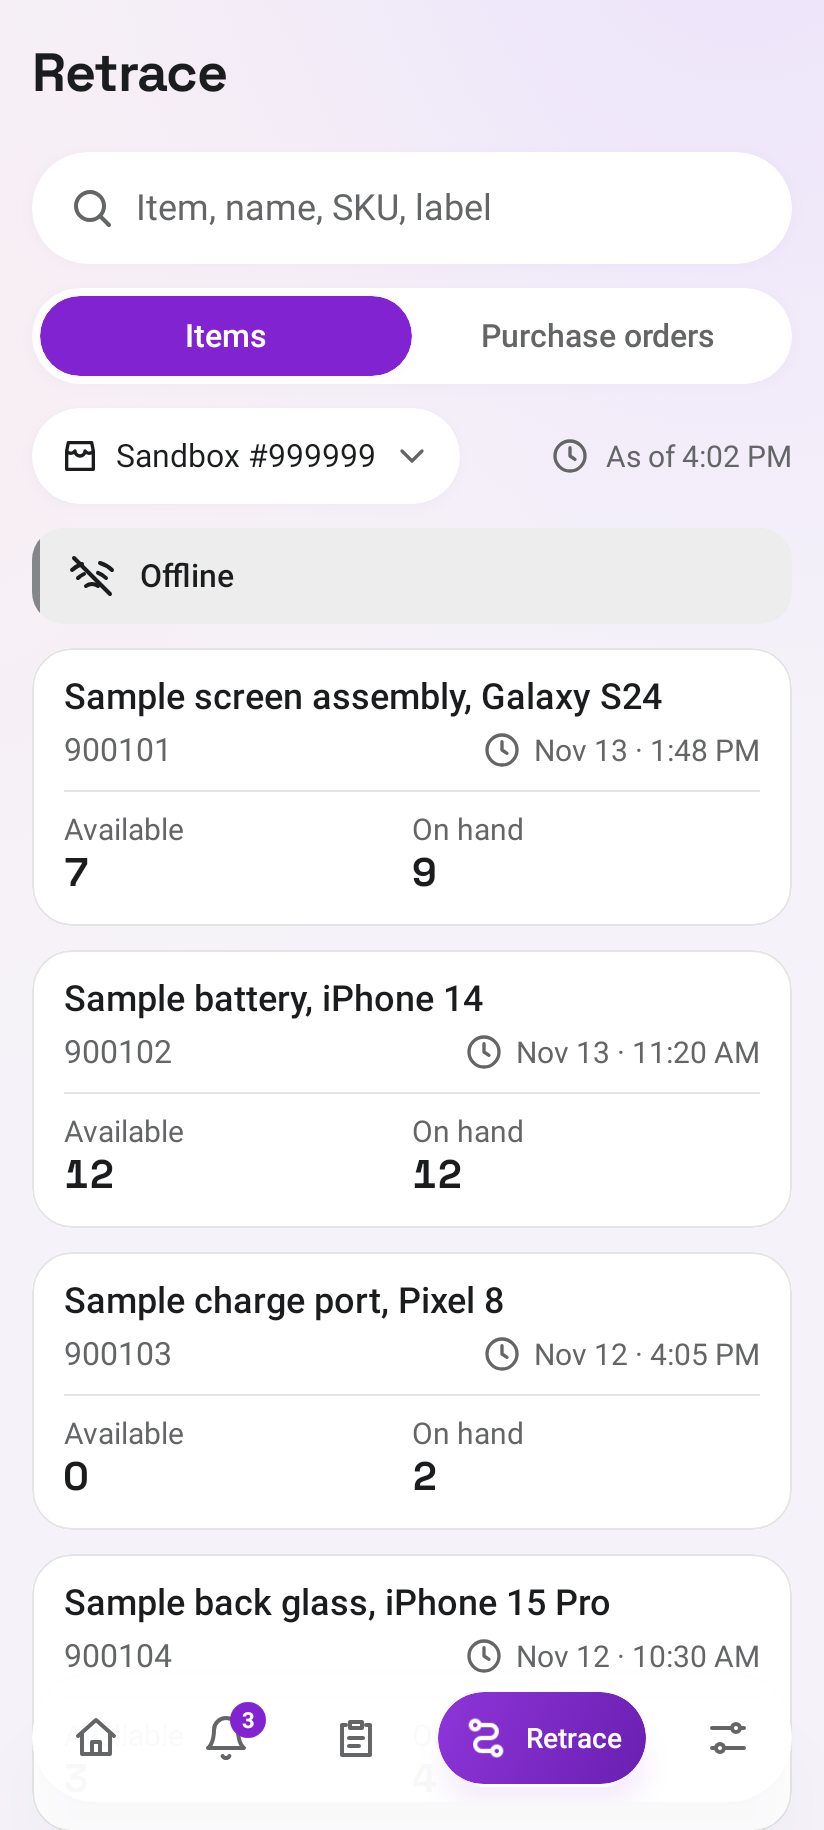 Retrace
Item, name, SKU, label
Items
Purchase orders
Sandbox #999999
As of 4:02 PM
Offline
Sample screen assembly, Galaxy S24
900101
Nov 13 · 1:48 PM
Available
On hand
7
9
Sample battery, iPhone 14
900102
Nov 13 · 11:20 AM
Available
On hand
12
12
Sample charge port, Pixel 8
900103
Nov 12 · 4:05 PM
Available
On hand
0
2
Sample back glass, iPhone 15 Pro
900104
Nov 12 · 10:30 AM
3
4
3
Retrace